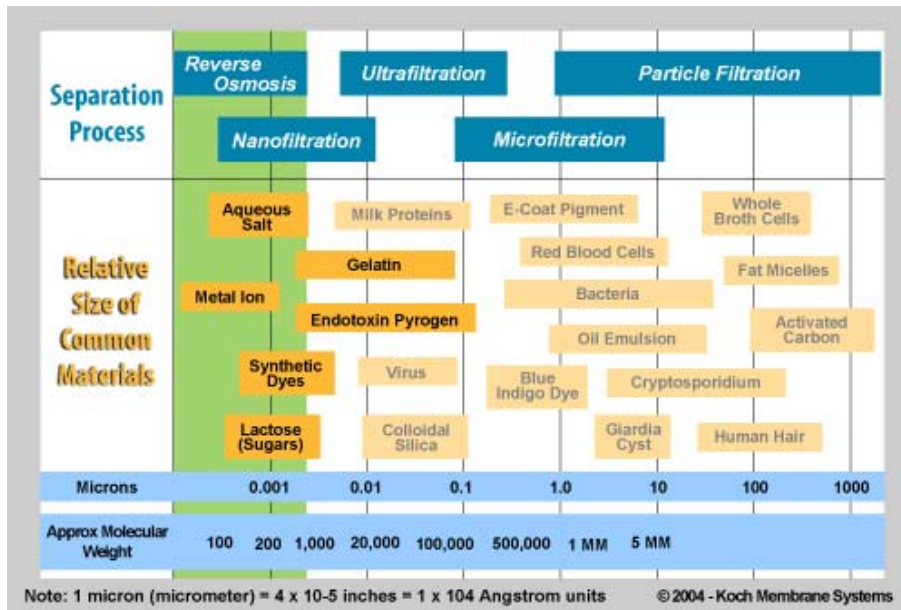 Reverse
Osmosis
Ultrafiltration
Particle Filtration
Separation
Process
Nanofiltration
Microfiltration
Aqueous
Salt
Milk Proteins
E-Coat Pigment
Whole
Broth Cells
Gelatin
Red Blood Cells
Fat Micelles
Relative
Size of
Common
Materials
Metal Ion
Bacteria
Endotoxin Pyrogen
Oil Emulsion
Activated
Carbon
Synthetic
Dyes
Virus
Blue
Indigo Dye
Cryptosporidium
Lactose
(Sugars)
Colloidal
Silica
Giardia
Cyst
Human Hair
Microns 0.001 0.01 0.1 1.0 10 100 1000
Approx Molecular
Weight
100 200 1,000 20,000 100,000 500,000 1 MM 5 MM
Note: 1 micron (micrometer) = 4 x 10-5 inches = 1 x 104 Angstrom units © 2004 - Koch Membrane Systems